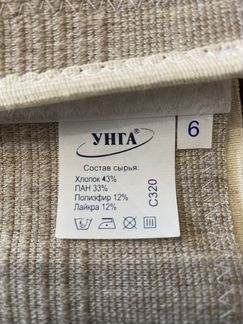 УНГА®
6
Состав сырья:
Хлопок 43%
ПАН 33%
Полиэфир 12%
Лайкра 12%
С320